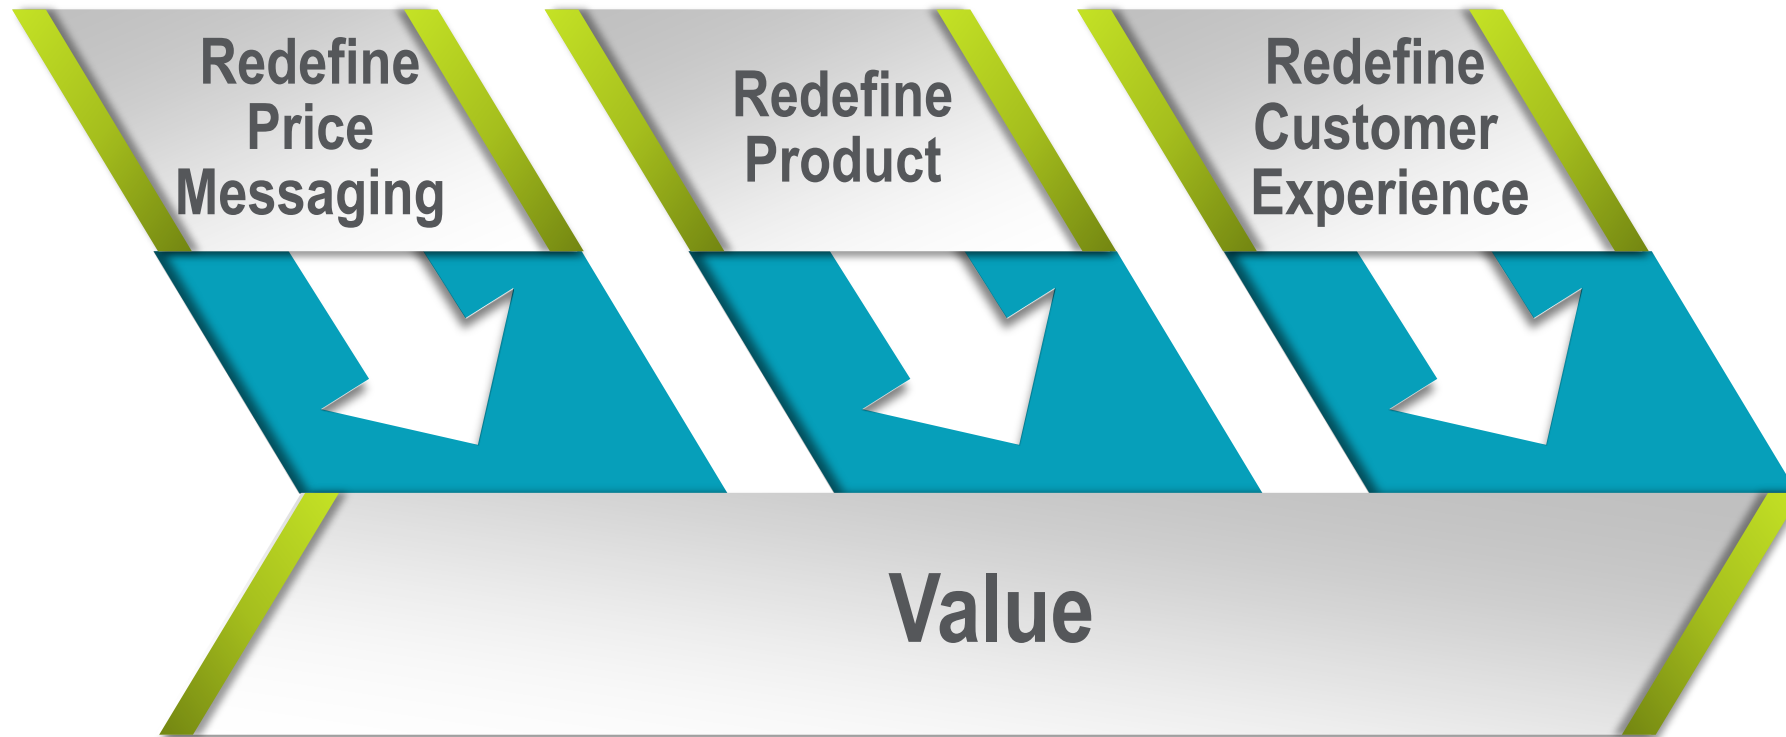 Redefine
Price
Messaging
Redefine
Product
Redefine
Customer
Experience
Value